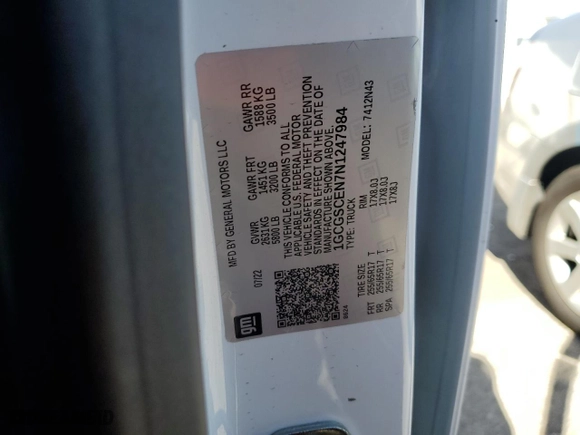 MFD BY GENERAL MOTORS LLC
07/22
GVWR GAWR FRT GAWR RR
2631 KG 1451 KG 1588 KG
5800 LB 3200 LB 3500 LB
THIS VEHICLE CONFORMS TO ALL
APPLICABLE U.S. FEDERAL MOTOR
VEHICLE SAFETY AND THEFT PREVENTION
STANDARDS IN EFFECT ON THE DATE OF
MANUFACTURE SHOWN ABOVE.
1GCGSCEN7N1247984
TYPE: TRUCK MODEL: 7412N43
gm
TIRE SIZE RIM
FRT 255/65R17 T 17X8.0J
RR 255/65R17 T 17X8.0J
SPA 255/65R17 T 17X8J